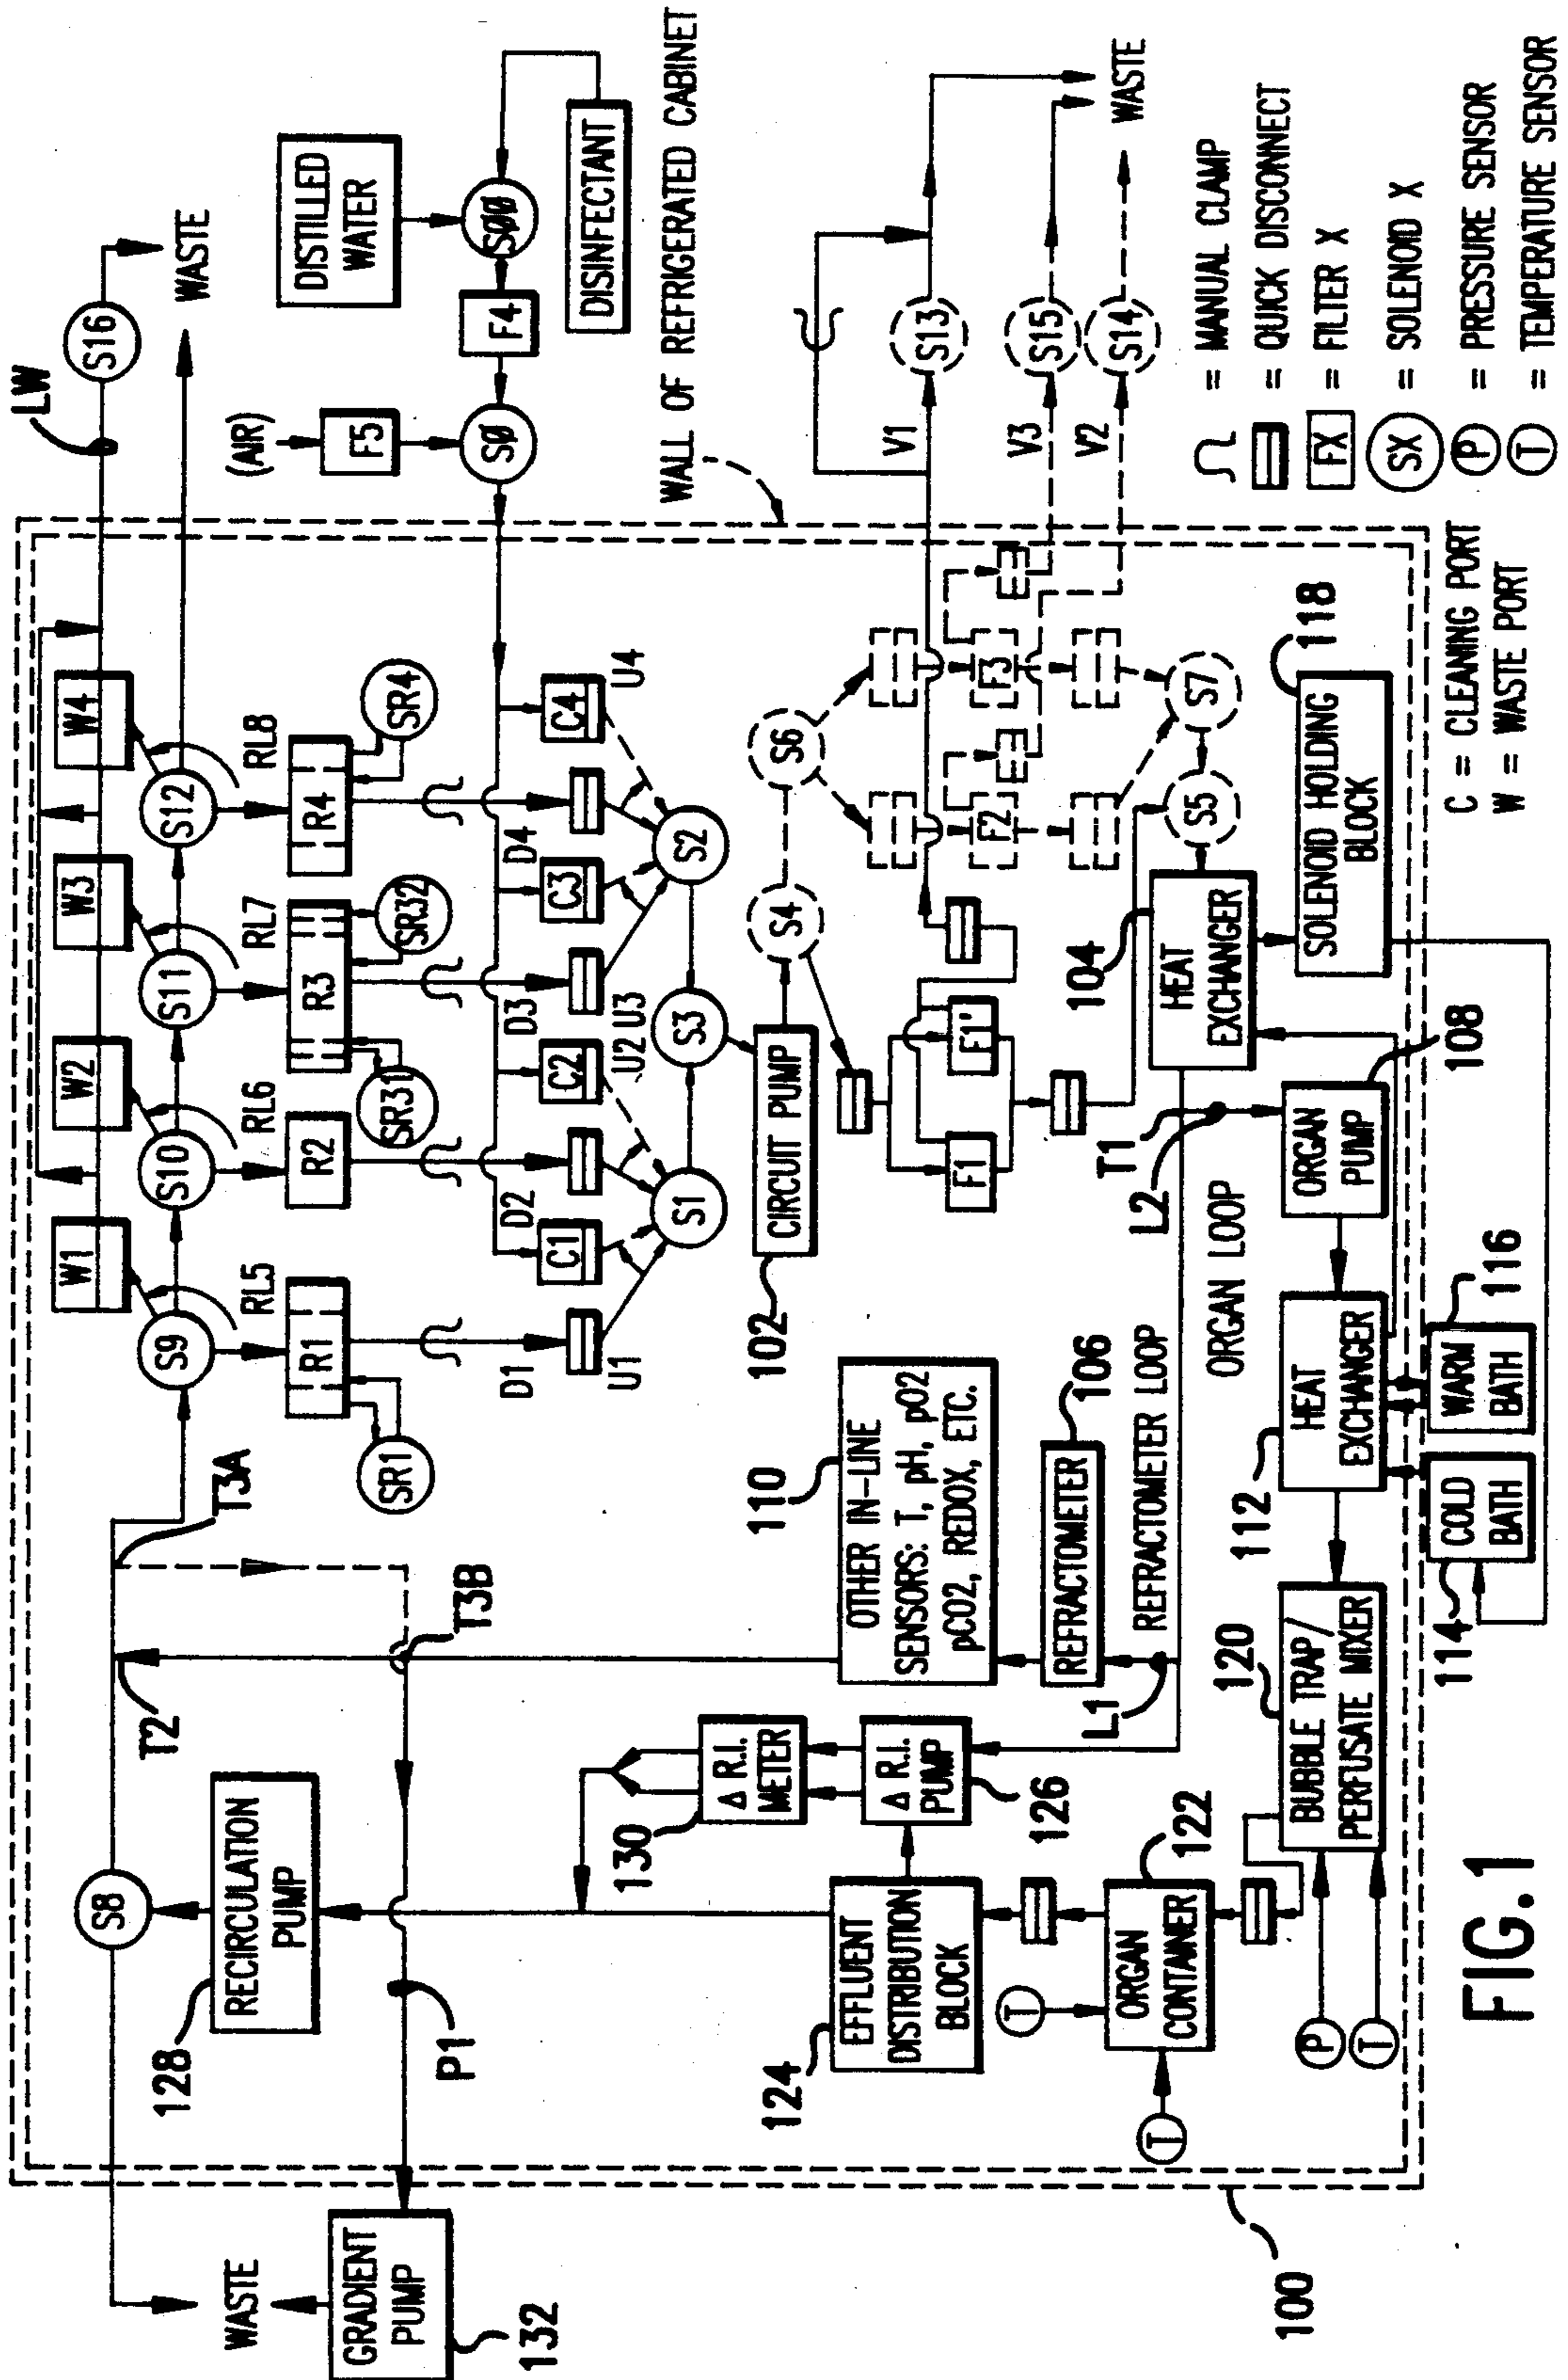 LW
S16
WASTE
WASTE
(AIR)
F5
SØ
F4
SØØ
DISTILLED
WATER
DISINFECTANT
WALL OF REFRIGERATED CABINET
W1
W2
W3
W4
S9
S10
S11
S12
RL5
RL6
RL7
RL8
R1
R2
R3
R4
SR1
SR31
SR32
SR4
D1
D2
D3
D4
C1
C2
C3
C4
U1
U2
U3
U4
S1
S2
S3
CIRCUIT PUMP
102
S4
S6
F1
F1'
F2
F3
S7
S5
V1
V3
V2
S13
S15
S14
WASTE
HEAT
EXCHANGER
104
SOLENOID HOLDING
BLOCK
118
T3A
T2
T3B
S8
RECIRCULATION
PUMP
128
P1
WASTE
GRADIENT
PUMP
132
OTHER IN-LINE
SENSORS: T, pH, pO2
pCO2, REDOX, ETC.
110
REFRACTOMETER
106
L1
REFRACTOMETER LOOP
T1
L2
ORGAN LOOP
ORGAN
PUMP
108
HEAT
EXCHANGER
112
WARM
BATH
116
COLD
BATH
114
BUBBLE TRAP/
PERFUSATE MIXER
120
P
T
ORGAN
CONTAINER
122
T
T
EFFLUENT
DISTRIBUTION
BLOCK
124
Δ R.I.
PUMP
126
Δ R.I.
METER
130
100
= MANUAL CLAMP
= QUICK DISCONNECT
FX = FILTER X
SX = SOLENOID X
P = PRESSURE SENSOR
T = TEMPERATURE SENSOR
C = CLEANING PORT
W = WASTE PORT
FIG.1